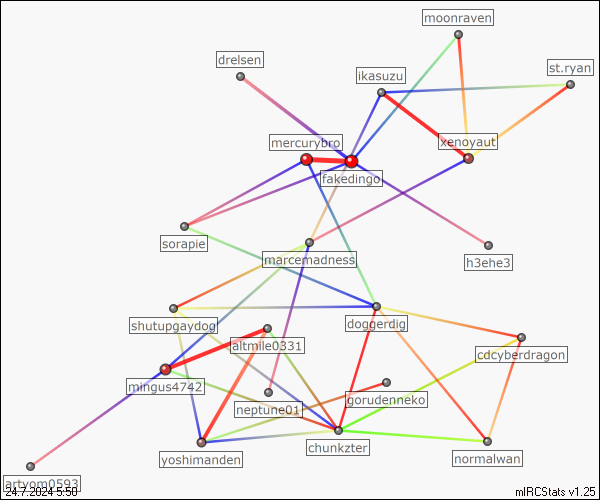 moonraven
drelsen
ikasuzu
st.ryan
mercurybro
xenoyaut
fakedingo
sorapie
marcemadness
h3ehe3
shutupgaydog
doggerdig
altmile0331
cdcyberdragon
mingus4742
neptune01
gorudenneko
yoshimanden
chunkzter
normalwan
artyom0593
24.7.2024 5:50
mIRCStats v1.25